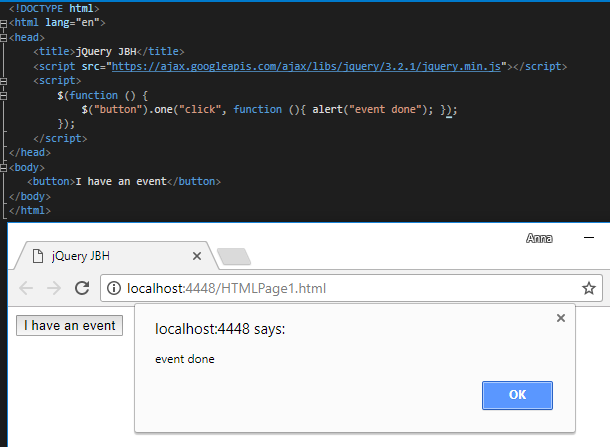 <!DOCTYPE html>
<html lang="en">
<head>
<title>jQuery JBH</title>
<script src="https://ajax.googleapis.com/ajax/libs/jquery/3.2.1/jquery.min.js"></script>
<script>
$(function () {
$("button").one("click", function (){ alert("event done"); });
});
</script>
</head>
<body>
<button>I have an event</button>
</body>
</html>
Anna
jQuery JBH
localhost:4448/HTMLPage1.html
I have an event
localhost:4448 says:
event done
OK